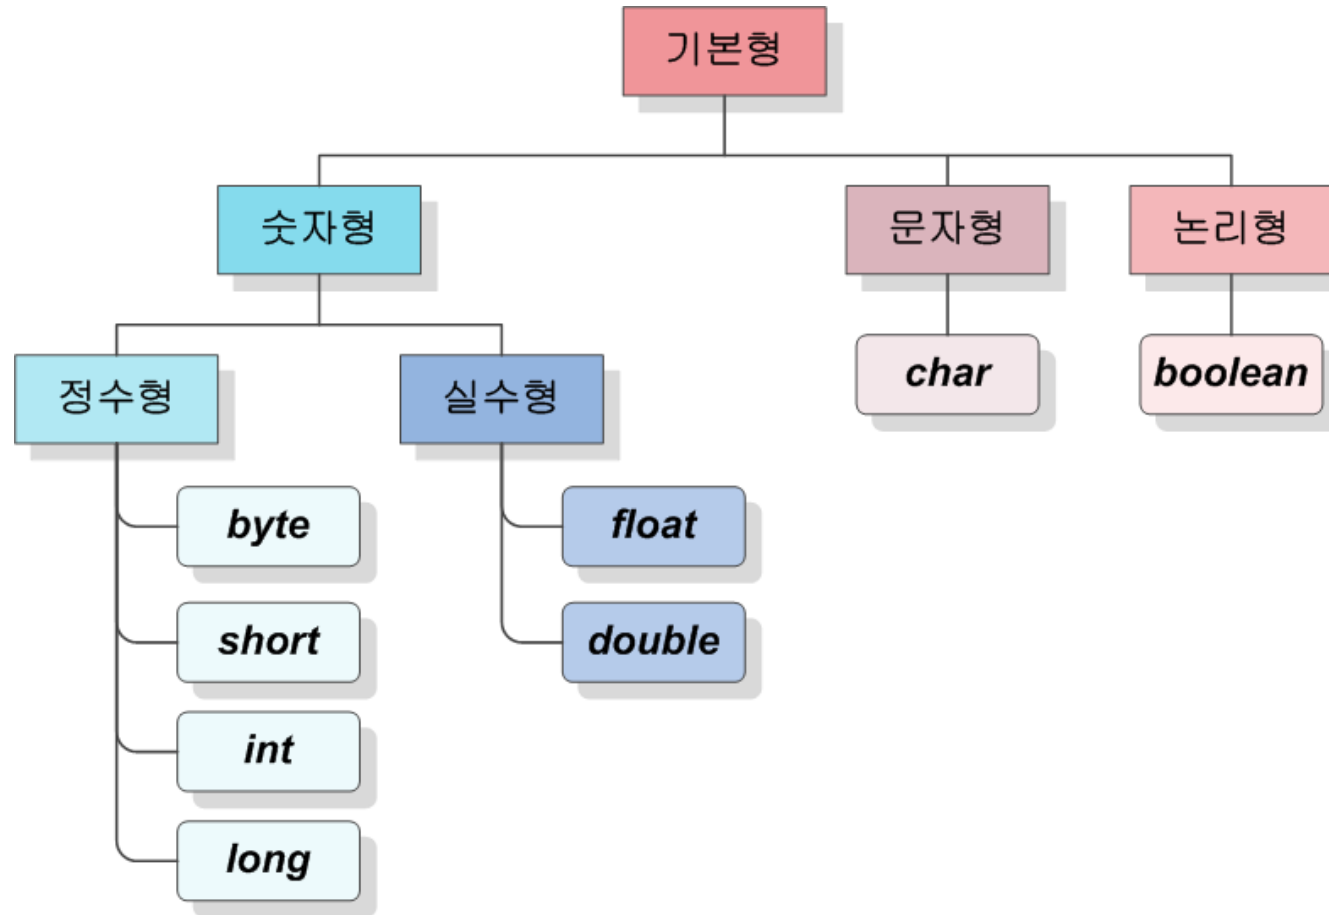 기본형
숫자형
문자형
논리형
정수형
실수형
char
boolean
byte
float
short
double
int
long